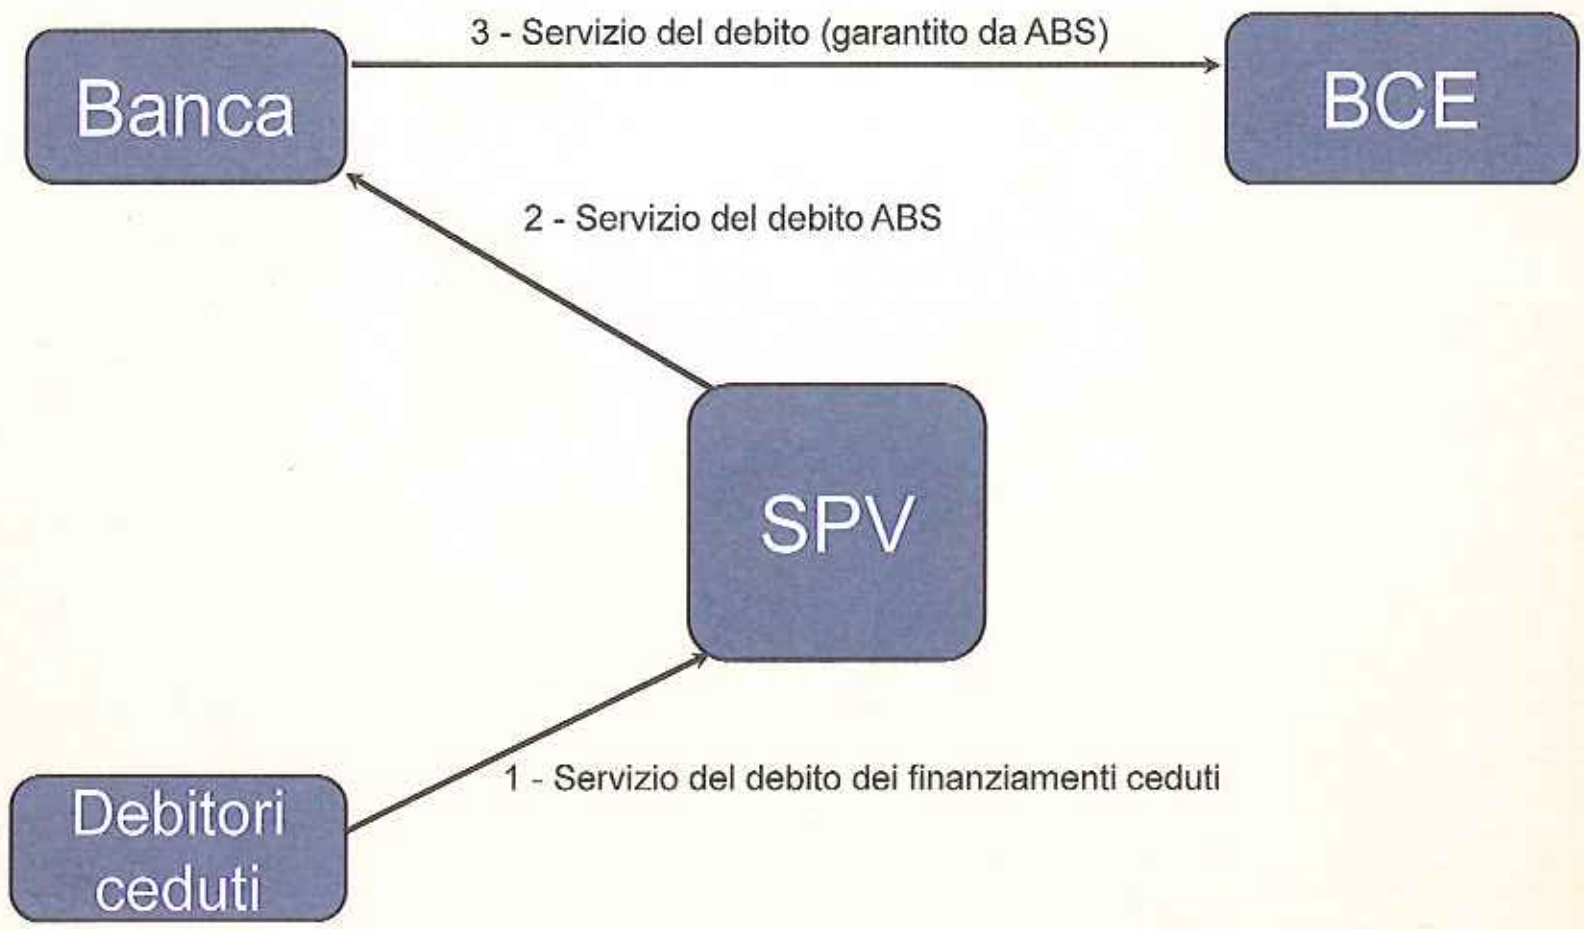 3 - Servizio del debito (garantito da ABS)
Banca
BCE
2 - Servizio del debito ABS
SPV
1 - Servizio del debito dei finanziamenti ceduti
Debitori
ceduti